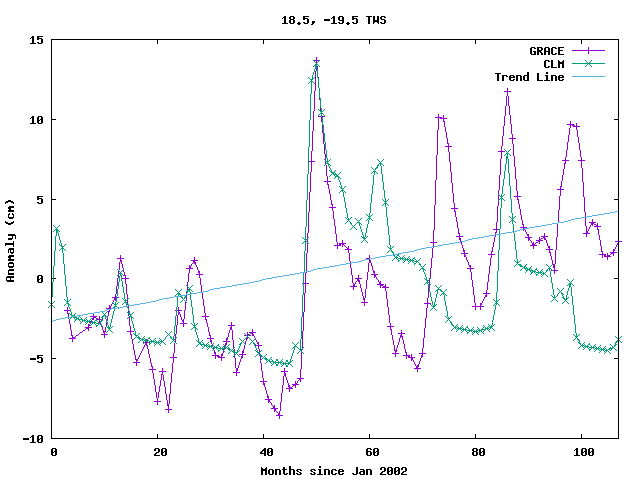 18.5, -19.5 TWS
GRACE
CLM
Trend Line
15
10
5
0
-5
-10
Anomaly (cm)
0 20 40 60 80 100
Months since Jan 2002